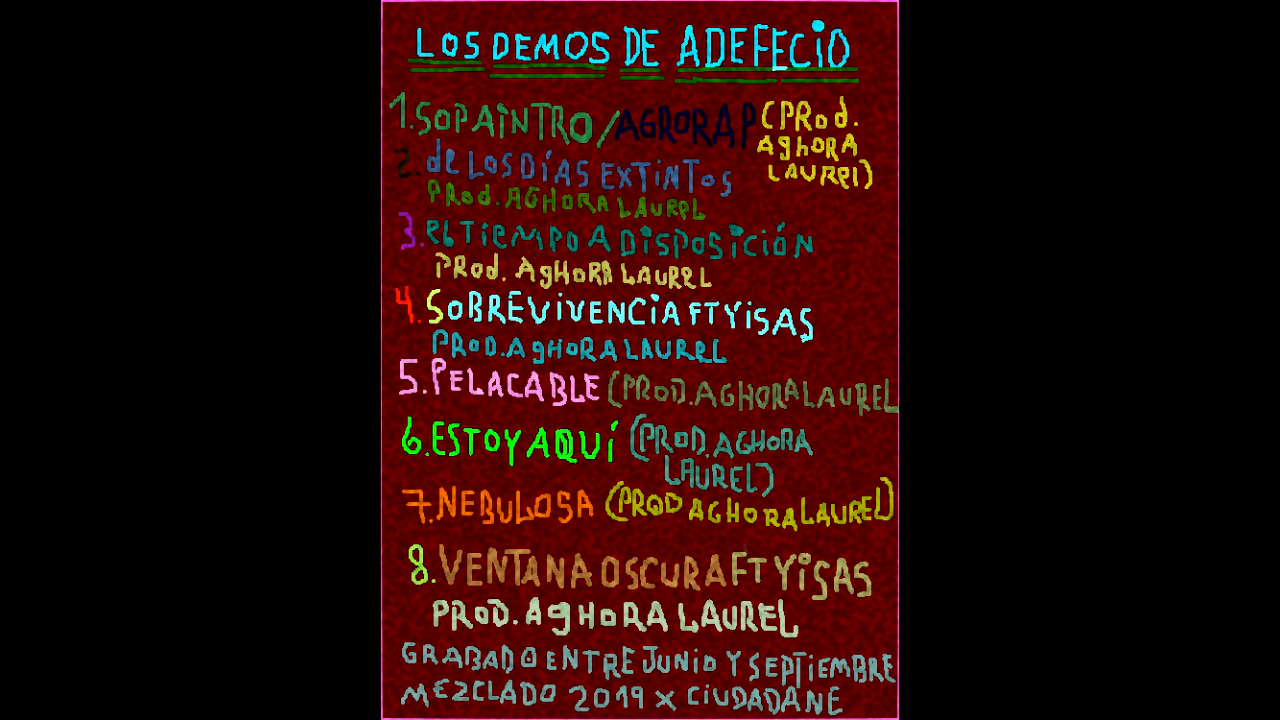 LOS DEMOS DE ADEFECiO
1. SOPAiNTRO/AGRORAP (PROd. AghORA LAUREl)
2. de LOS DÍAS EXTiNTOS
PROd. AGHORA LAUREL
3. EL TiEMPO A DiSPOSiCiÓN
PROd. AgHORA LAUREL
4. SOBREViVENCiA FT YiSAS
PROD. AgHORA LAUREL
5. PELACABLE (PROD. AGHORA LAUREL
6. ESTOY AQUÍ (PROD. AGHORA LAUREL)
7. NEBULOSA (PROD AGHORA LAUREL)
8. VENTANA OSCURA FT YiSAS
PROD. AgHORA LAUREL
GRABADO ENTRE JUNIO Y SEPTIEMBRE
MEZCLADO 2019 X CIUDADANE